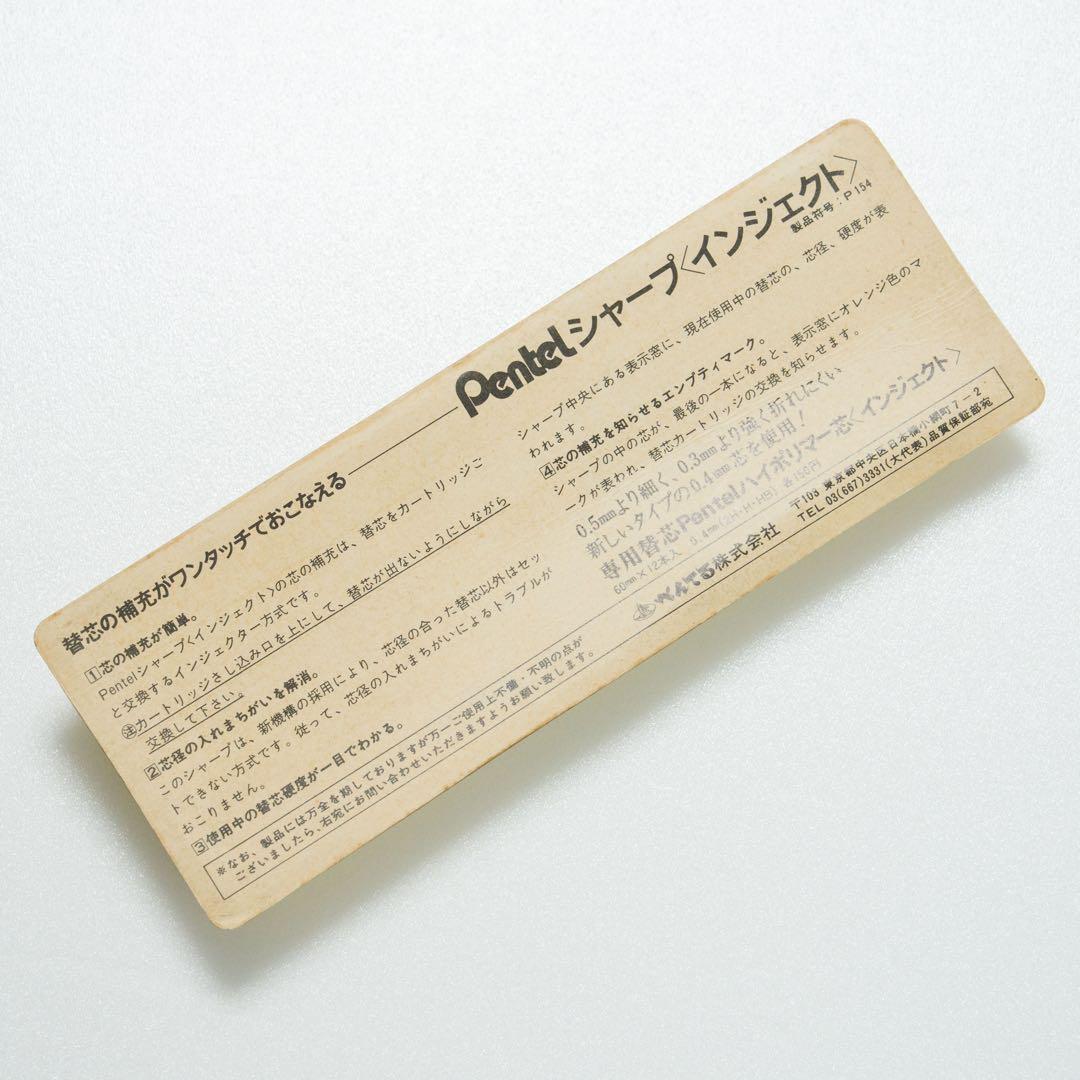 替芯の補充がワンタッチでおこなえる
Pentelシャープ〈インジェクト〉
製品符号：P154
1芯の補充が簡単。
Pentelシャープ〈インジェクト〉の芯の補充は、替芯をカートリッジご
と交換するインジェクター方式です。
注カートリッジさし込み口を上にして、替芯が出ないようにしながら
交換して下さい。
2芯径の入れまちがいを解消。
このシャープは、新機構の採用により、芯径の合った替芯以外はセッ
トできない方式です。従って、芯径の入れまちがいによるトラブルが
おこりません。
3使用中の替芯硬度が一目でわかる。
シャープ中央にある表示窓に、現在使用中の替芯の、芯径、硬度が表
われます。
4芯の補充を知らせるエンプティマーク。
シャープの中の芯が、最後の一本になると、表示窓にオレンジ色のマ
ークが表われ、替芯カートリッジの交換を知らせます。
0.5mmより細く、0.3mmより強く折れにくい
新しいタイプの0.4mm芯を使用！
専用替芯Pentelハイポリマー芯〈インジェクト〉
60mm×12本入 0.4mm(2H・H・HB) 各150円
ぺんてる株式会社
〒103 東京都中央区日本橋小網町7-2
TEL 03(667)3331(大代表)品質保証部宛
※なお、製品には万全を期しておりますが万一ご使用上不備・不明の点が
ございましたら、右宛にお問い合わせいただきますようお願い致します。